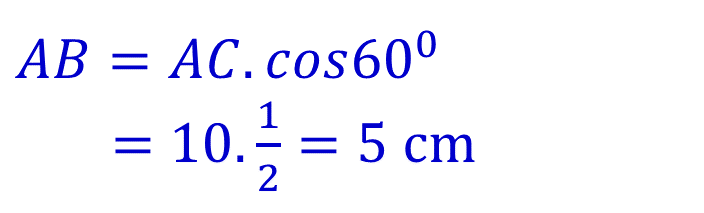 AB = AC.cos60⁰
= 10.½ = 5 cm